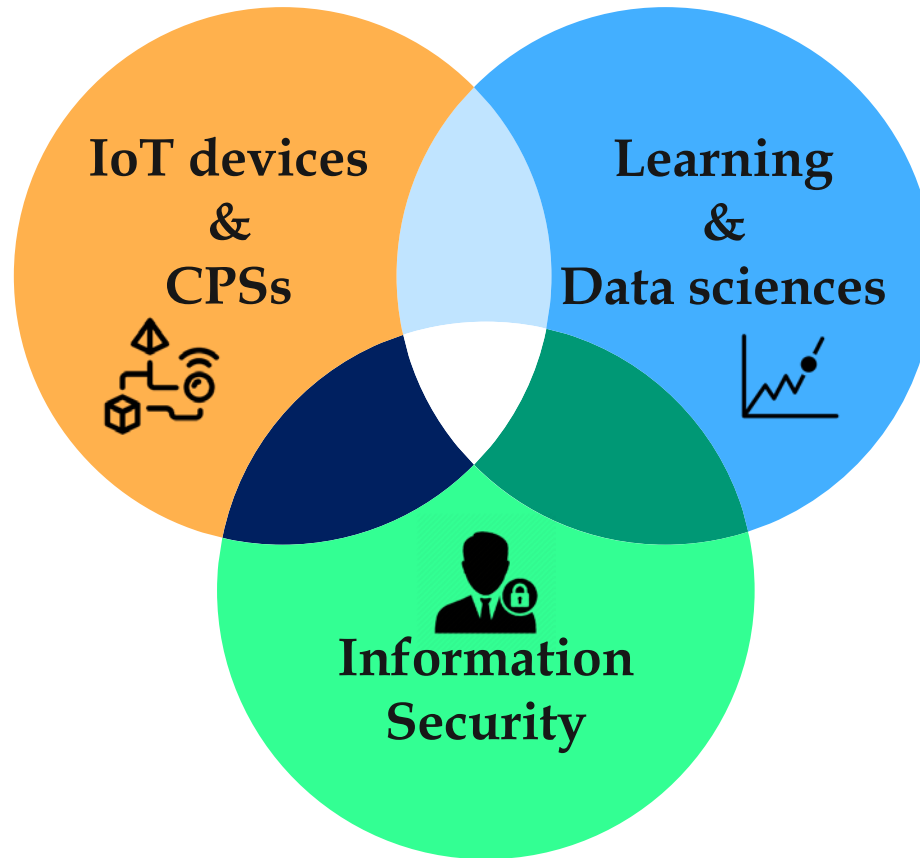 IoT devices
&
CPSs
Learning
&
Data sciences
Information
Security